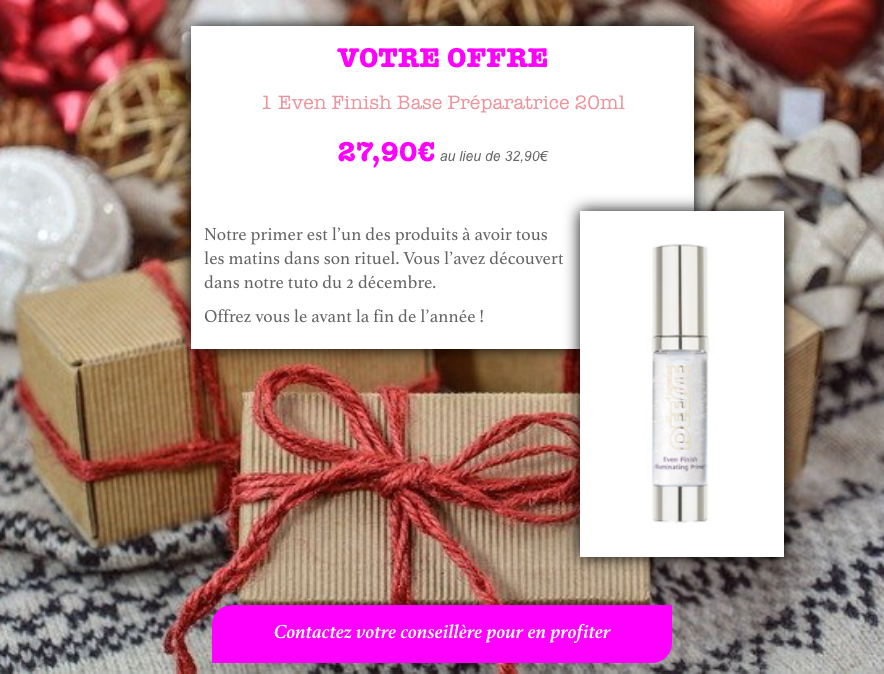 VOTRE OFFRE
1 Even Finish Base Préparatrice 20ml
27,90€ au lieu de 32,90€
Notre primer est l’un des produits à avoir tous
les matins dans son rituel. Vous l’avez découvert
dans notre tuto du 2 décembre.
Offrez vous le avant la fin de l’année !
Even Finish
Contactez votre conseillère pour en profiter